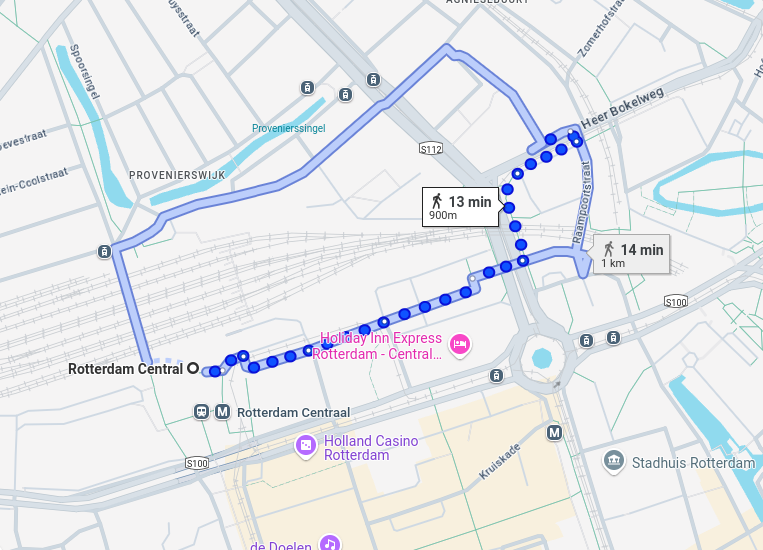 AGNIESEBUURT
Zomerhofstraat
Spoorsingel
Heer Bokelweg
Provenierssingel
S112
PROVENIERSWIJK
Raampoortstraat
13 min
900m
14 min
1 km
S100
Holiday Inn Express
Rotterdam - Central...
Rotterdam Central
M
Rotterdam Centraal
Holland Casino
Rotterdam
M
S100
Kruiskade
Stadhuis Rotterdam
de Doelen